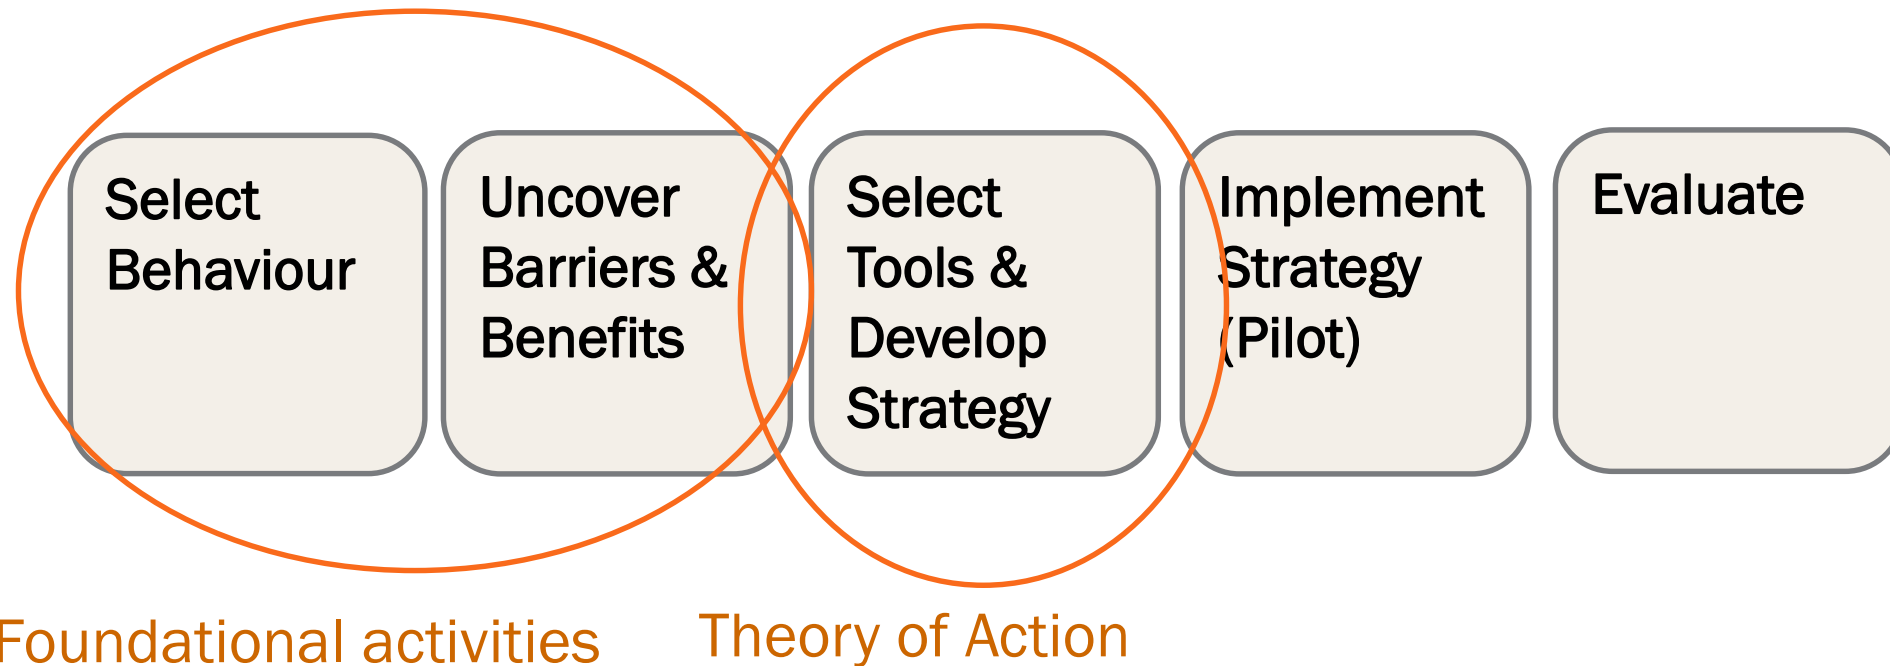 Select
Behaviour
Uncover
Barriers &
Benefits
Select
Tools &
Develop
Strategy
Implement
Strategy
(Pilot)
Evaluate
Foundational activities
Theory of Action